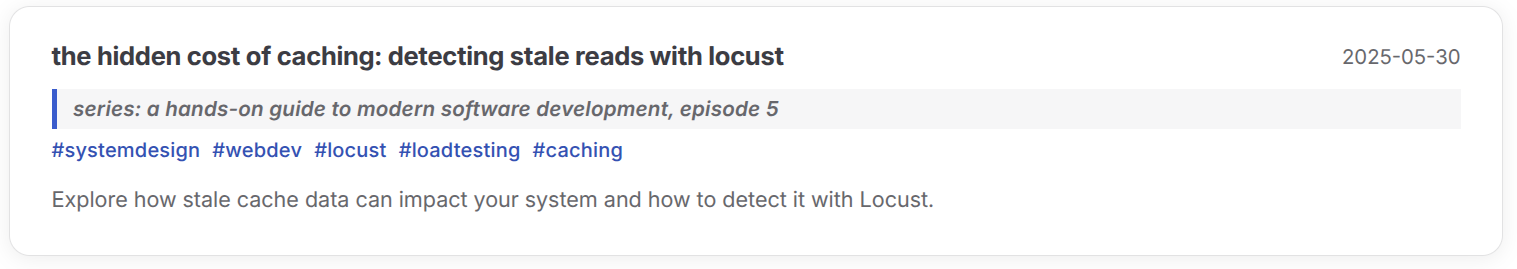 the hidden cost of caching: detecting stale reads with locust
2025-05-30
series: a hands-on guide to modern software development, episode 5
#systemdesign #webdev #locust #loadtesting #caching
Explore how stale cache data can impact your system and how to detect it with Locust.